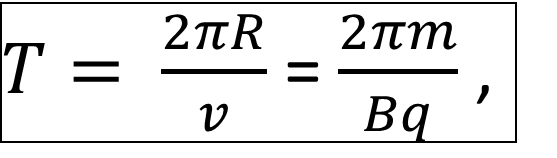 T = 2πR/v = 2πm/Bq ,